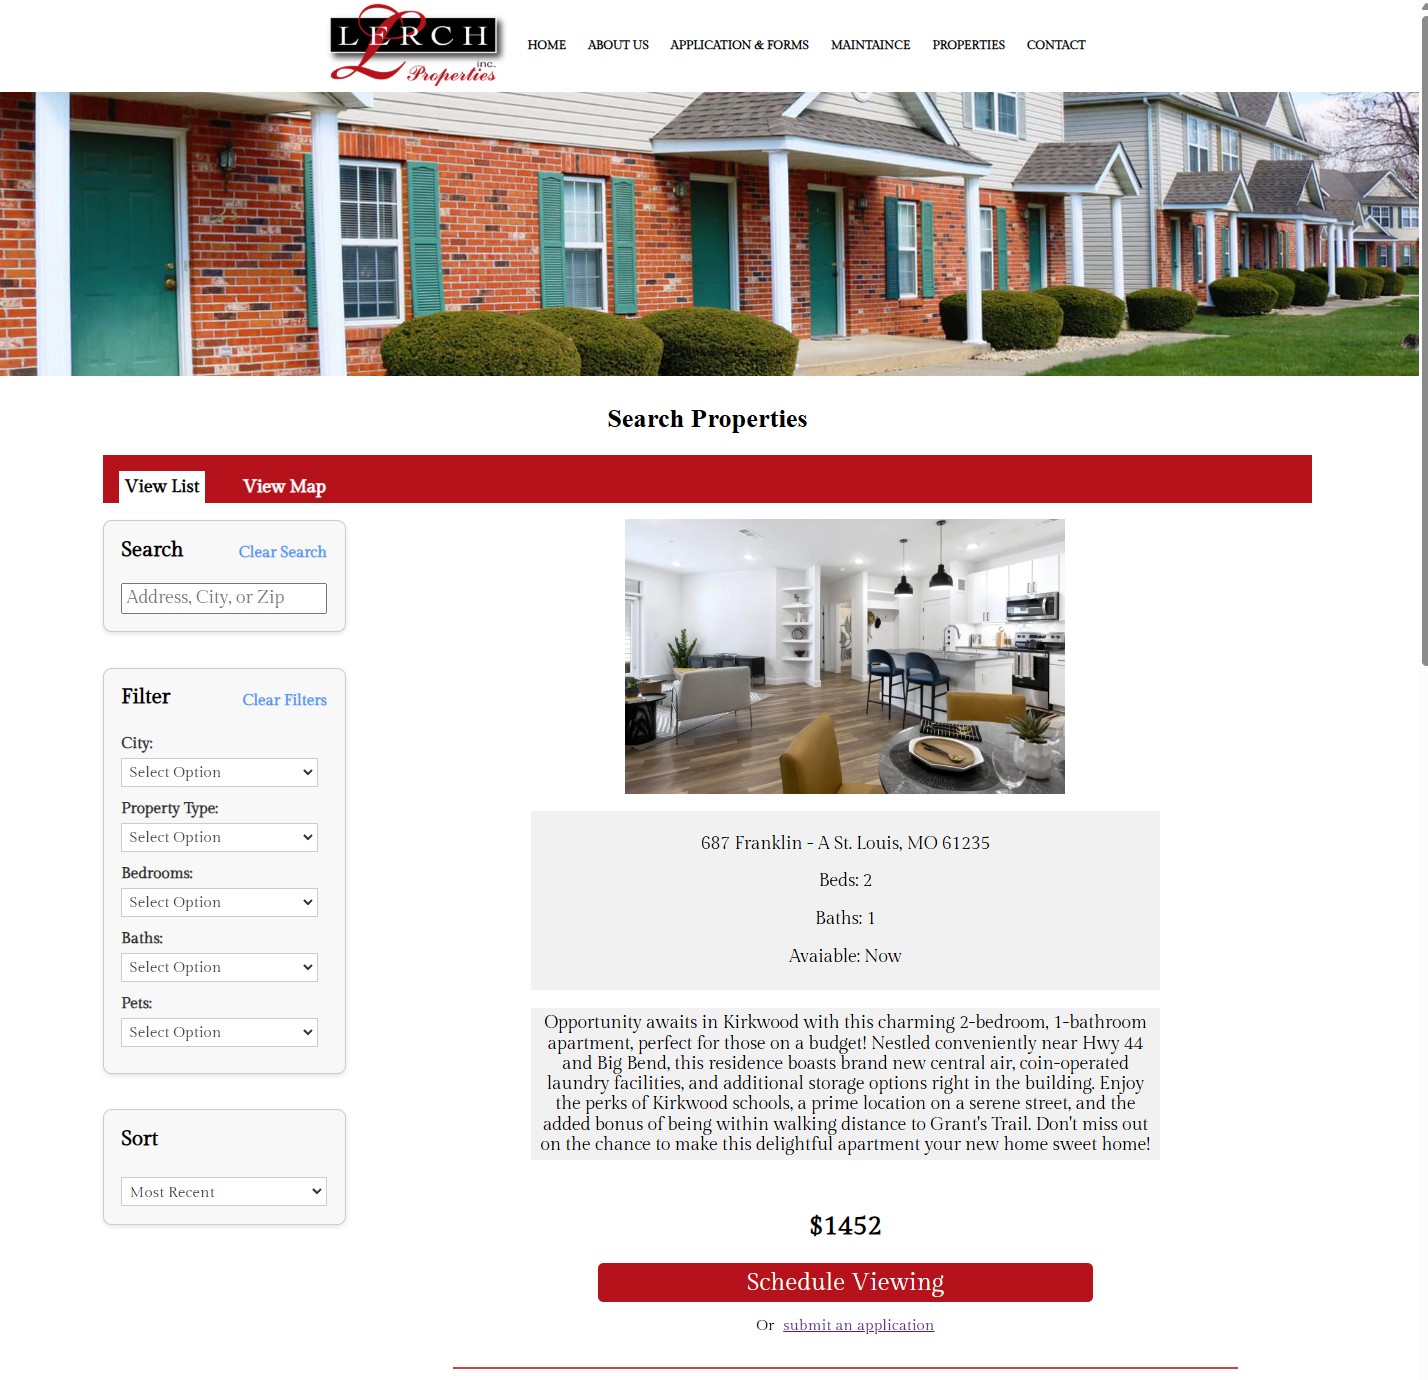 LERCH
inc.
Properties
HOME ABOUT US APPLICATION & FORMS MAINTAINCE PROPERTIES CONTACT
Search Properties
View List View Map
Search Clear Search
Address, City, or Zip
Filter Clear Filters
City:
Select Option
Property Type:
Select Option
Bedrooms:
Select Option
Baths:
Select Option
Pets:
Select Option
Sort
Most Recent
687 Franklin - A St. Louis, MO 61235
Beds: 2
Baths: 1
Avaiable: Now
Opportunity awaits in Kirkwood with this charming 2-bedroom, 1-bathroom
apartment, perfect for those on a budget! Nestled conveniently near Hwy 44
and Big Bend, this residence boasts brand new central air, coin-operated
laundry facilities, and additional storage options right in the building. Enjoy
the perks of Kirkwood schools, a prime location on a serene street, and the
added bonus of being within walking distance to Grant's Trail. Don't miss out
on the chance to make this delightful apartment your new home sweet home!
$1452
Schedule Viewing
Or submit an application